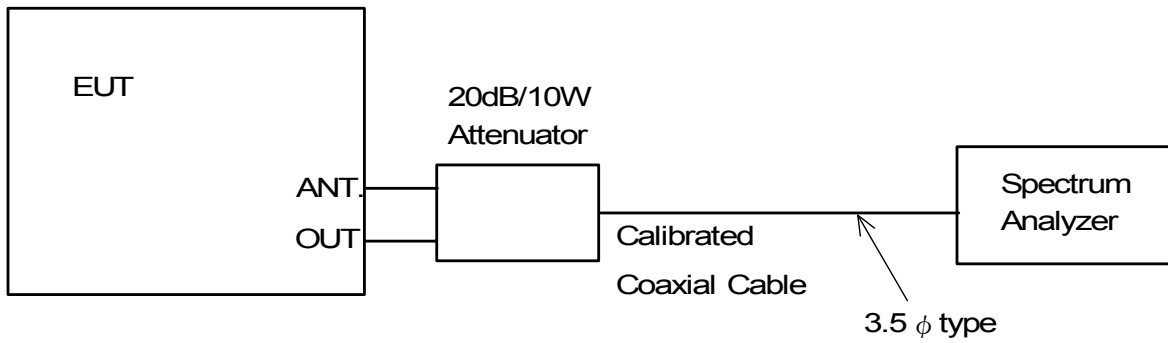 EUT
20dB/10W
Attenuator
ANT.
OUT
Calibrated
Coaxial Cable
3.5 ϕ type
Spectrum
Analyzer